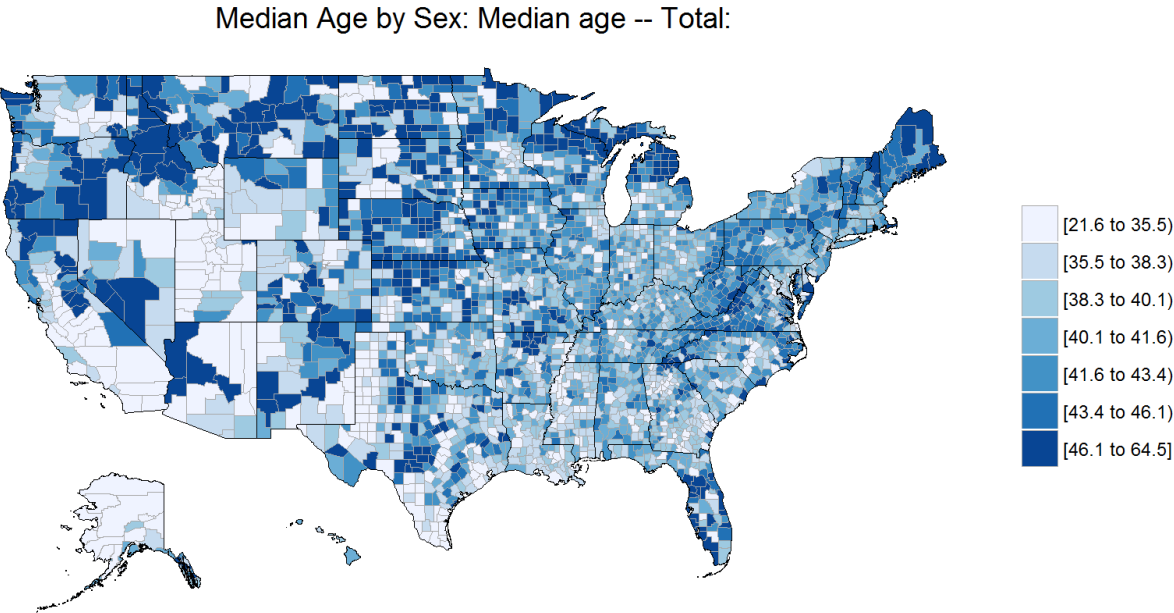 Median Age by Sex: Median age -- Total:
[21.6 to 35.5)
[35.5 to 38.3)
[38.3 to 40.1)
[40.1 to 41.6)
[41.6 to 43.4)
[43.4 to 46.1)
[46.1 to 64.5]